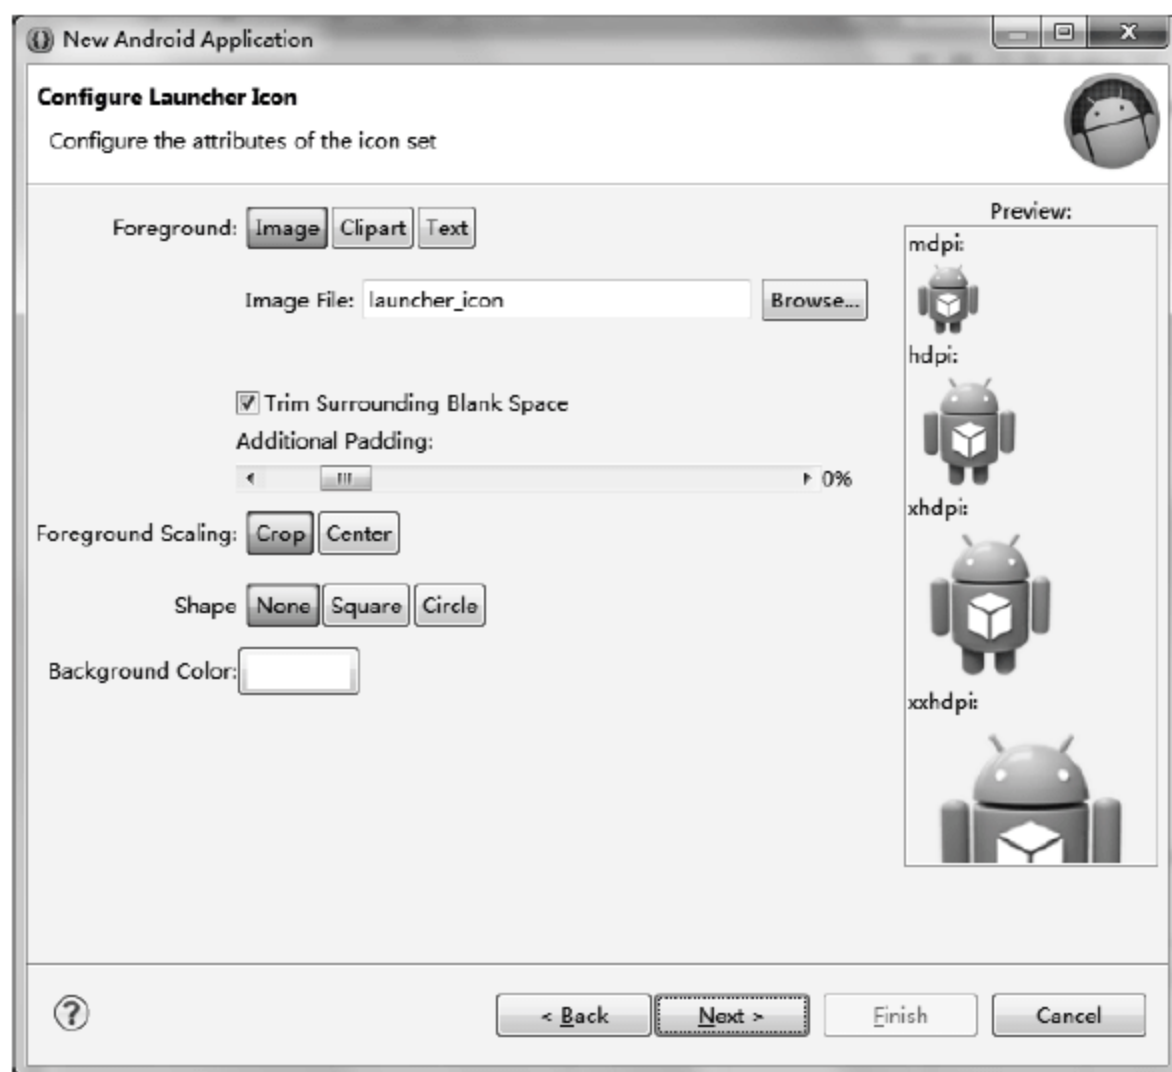 New Android Application
Configure Launcher Icon
Configure the attributes of the icon set
Foreground: Image Clipart Text
Image File: launcher_icon Browse...
Trim Surrounding Blank Space
Additional Padding:
0%
Foreground Scaling: Crop Center
Shape None Square Circle
Background Color:
Preview:
mdpi:
hdpi:
xhdpi:
xxhdpi:
< Back Next > Finish Cancel